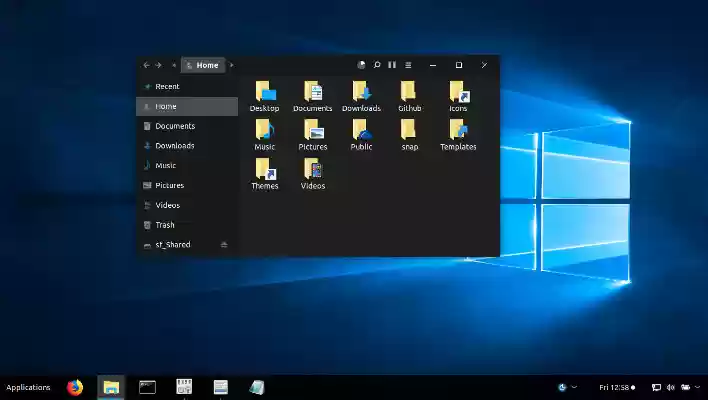 Home
Recent
Home
Documents
Downloads
Music
Pictures
Videos
Trash
sf_Shared
Desktop Documents Downloads Github Icons
Music Pictures Public snap Templates
Themes Videos
Applications Fri 12:58